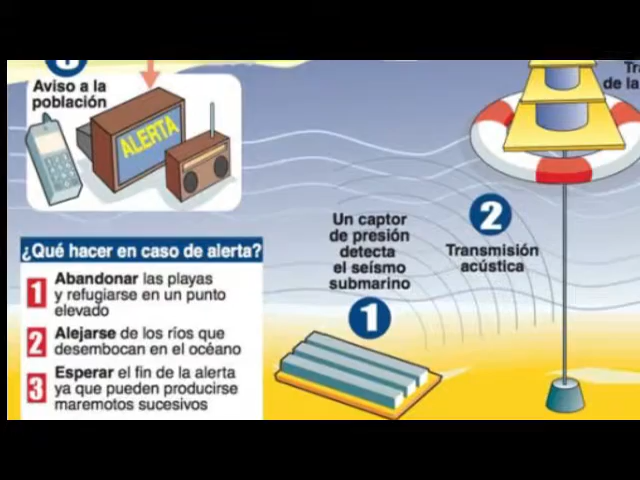 Aviso a la
población
ALERTA
Un captor
de presión
detecta
el seísmo
submarino
1
2
Transmisión
acústica
de la
¿Qué hacer en caso de alerta?
1 Abandonar las playas
y refugiarse en un punto
elevado
2 Alejarse de los ríos que
desembocan en el océano
3 Esperar el fin de la alerta
ya que pueden producirse
maremotos sucesivos